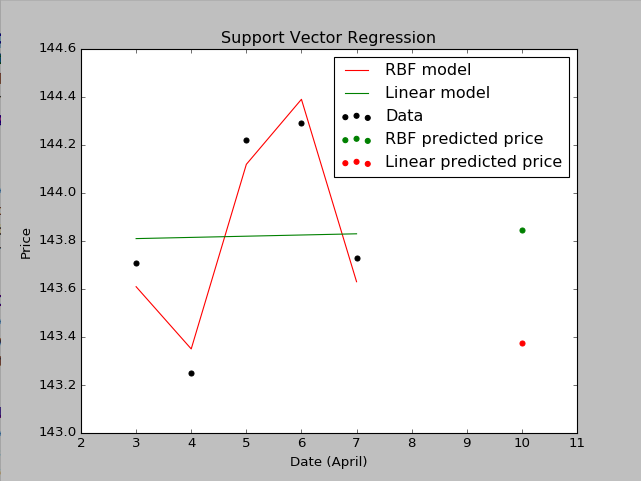 Support Vector Regression
RBF model
Linear model
Data
RBF predicted price
Linear predicted price
144.6
144.4
144.2
144.0
143.8
143.6
143.4
143.2
143.0
Price
2 3 4 5 6 7 8 9 10 11
Date (April)